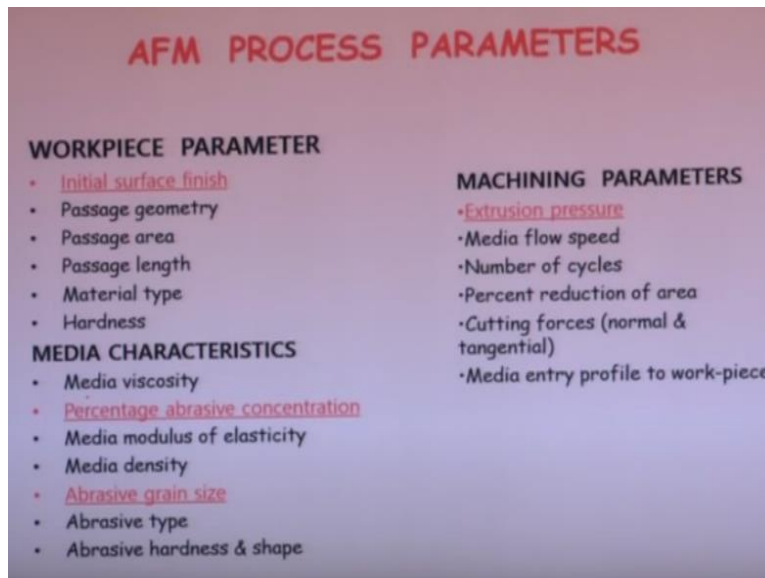 AFM PROCESS PARAMETERS
WORKPIECE PARAMETER
• Initial surface finish
• Passage geometry
• Passage area
• Passage length
• Material type
• Hardness
MEDIA CHARACTERISTICS
• Media viscosity
• Percentage abrasive concentration
• Media modulus of elasticity
• Media density
• Abrasive grain size
• Abrasive type
• Abrasive hardness & shape
MACHINING PARAMETERS
•Extrusion pressure
•Media flow speed
•Number of cycles
•Percent reduction of area
•Cutting forces (normal &
tangential)
•Media entry profile to work-piece